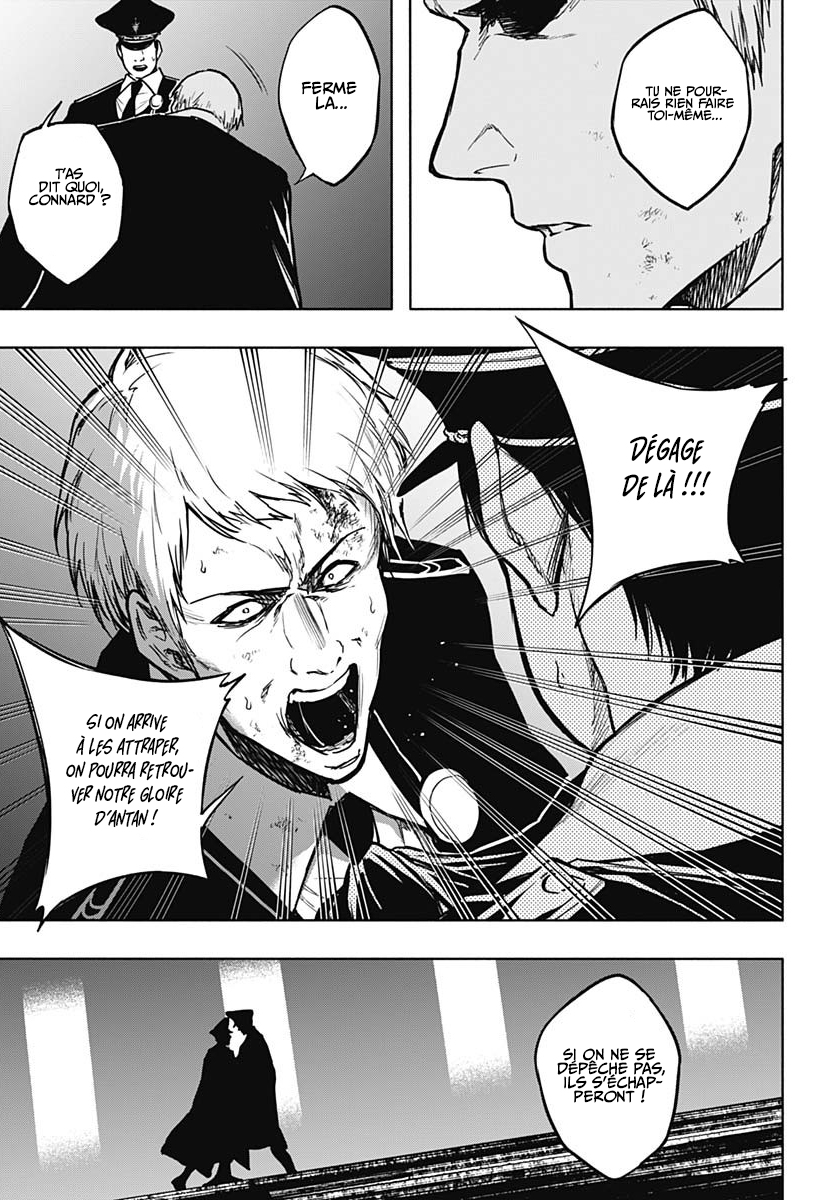 TU NE POUR-
RAIS RIEN FAIRE
TOI-MÊME...
FERME
LA...
T'AS
DIT QUOI,
CONNARD ?
DÉGAGE
DE LÀ !!!
SI ON ARRIVE
À LES ATTRAPER,
ON POURRA RETROU-
VER NOTRE GLOIRE
D'ANTAN !
SI ON NE SE
DÉPÊCHE PAS,
ILS S'ÉCHAP-
PERONT !